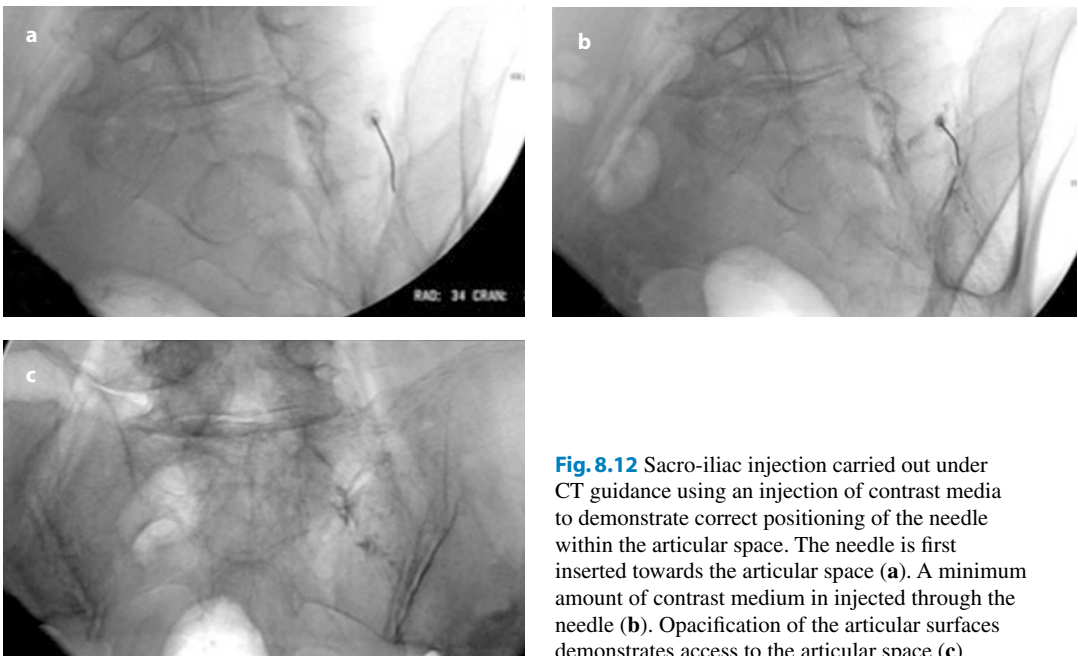 a
RAO: 34 CRAN:
b
c
Fig. 8.12 Sacro-iliac injection carried out under
CT guidance using an injection of contrast media
to demonstrate correct positioning of the needle
within the articular space. The needle is first
inserted towards the articular space (a). A minimum
amount of contrast medium in injected through the
needle (b). Opacification of the articular surfaces
demonstrates access to the articular space (c)